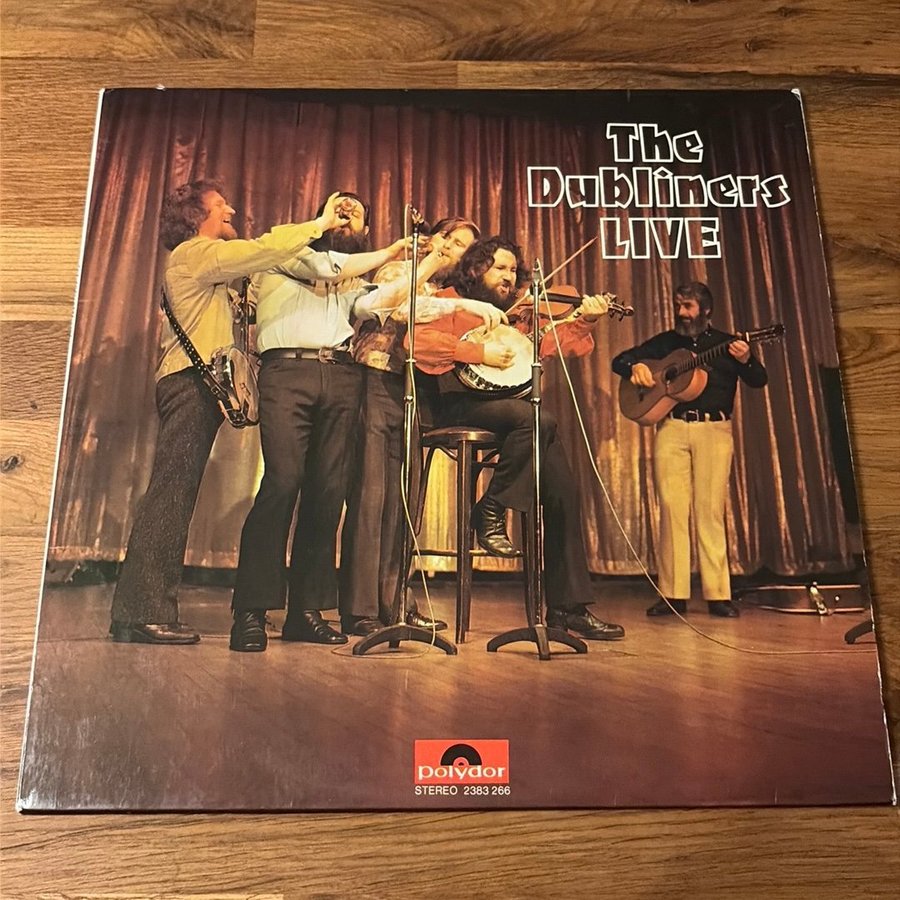 The
Dubliners
LIVE
polydor
STEREO 2383 266